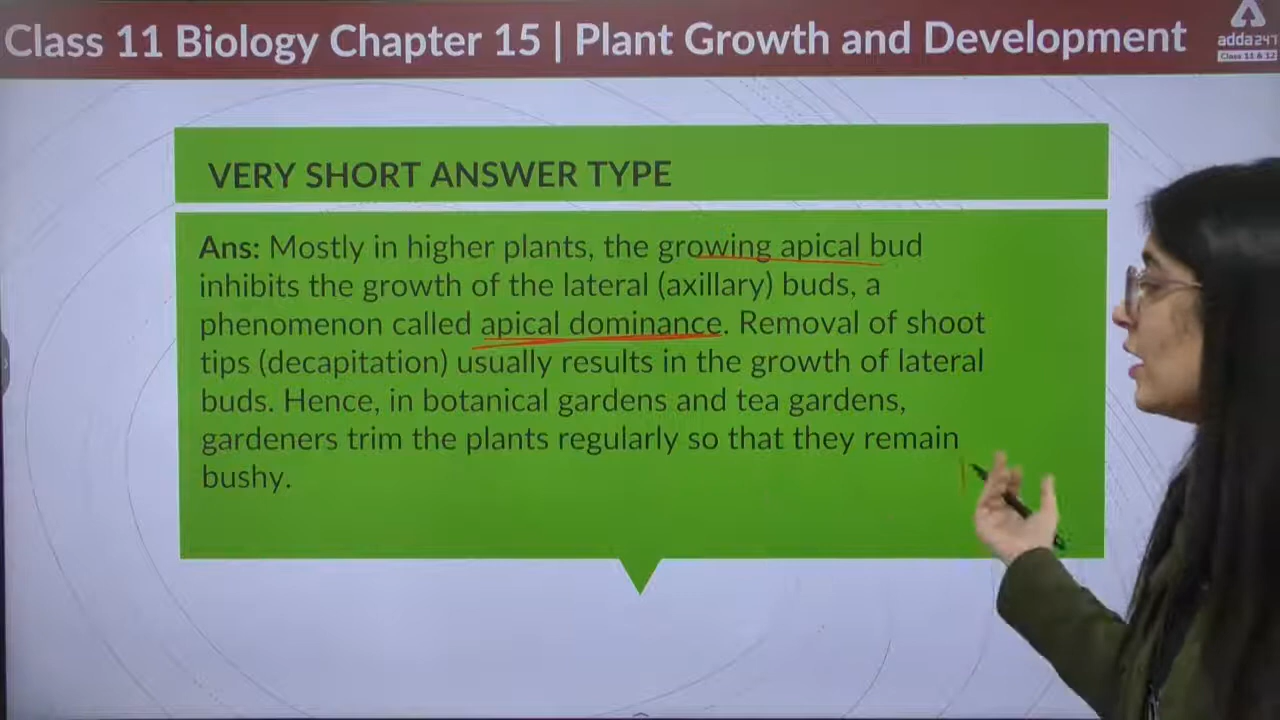 Class 11 Biology Chapter 15 | Plant Growth and Development
adda247
Class 11 & 12
VERY SHORT ANSWER TYPE
Ans: Mostly in higher plants, the growing apical bud
inhibits the growth of the lateral (axillary) buds, a
phenomenon called apical dominance. Removal of shoot
tips (decapitation) usually results in the growth of lateral
buds. Hence, in botanical gardens and tea gardens,
gardeners trim the plants regularly so that they remain
bushy.